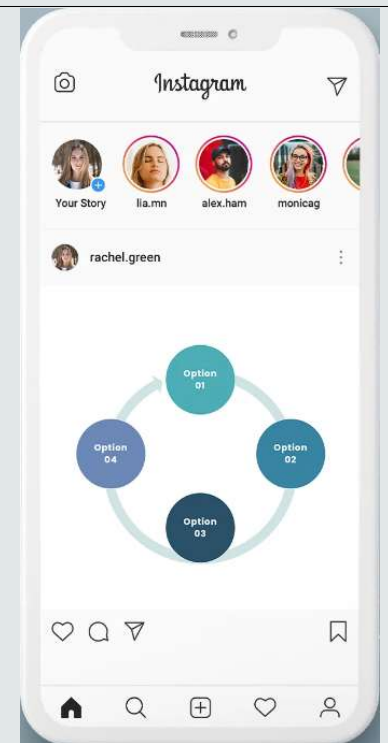 Instagram
Your Story
lia.mn
alex.ham
monicag
rachel.green
Option
01
Option
02
Option
03
Option
04